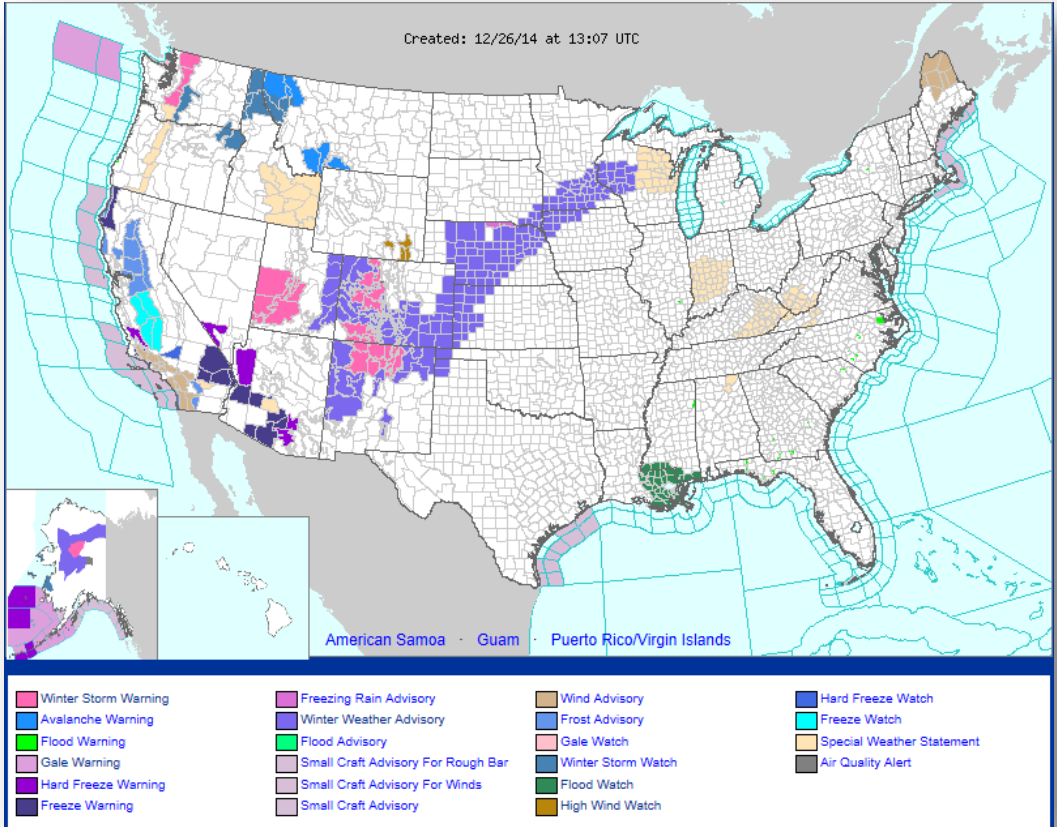 Created: 12/26/14 at 13:07 UTC
American Samoa · Guam · Puerto Rico/Virgin Islands
Winter Storm Warning
Avalanche Warning
Flood Warning
Gale Warning
Hard Freeze Warning
Freeze Warning
Freezing Rain Advisory
Winter Weather Advisory
Flood Advisory
Small Craft Advisory For Rough Bar
Small Craft Advisory For Winds
Small Craft Advisory
Wind Advisory
Frost Advisory
Gale Watch
Winter Storm Watch
Flood Watch
High Wind Watch
Hard Freeze Watch
Freeze Watch
Special Weather Statement
Air Quality Alert